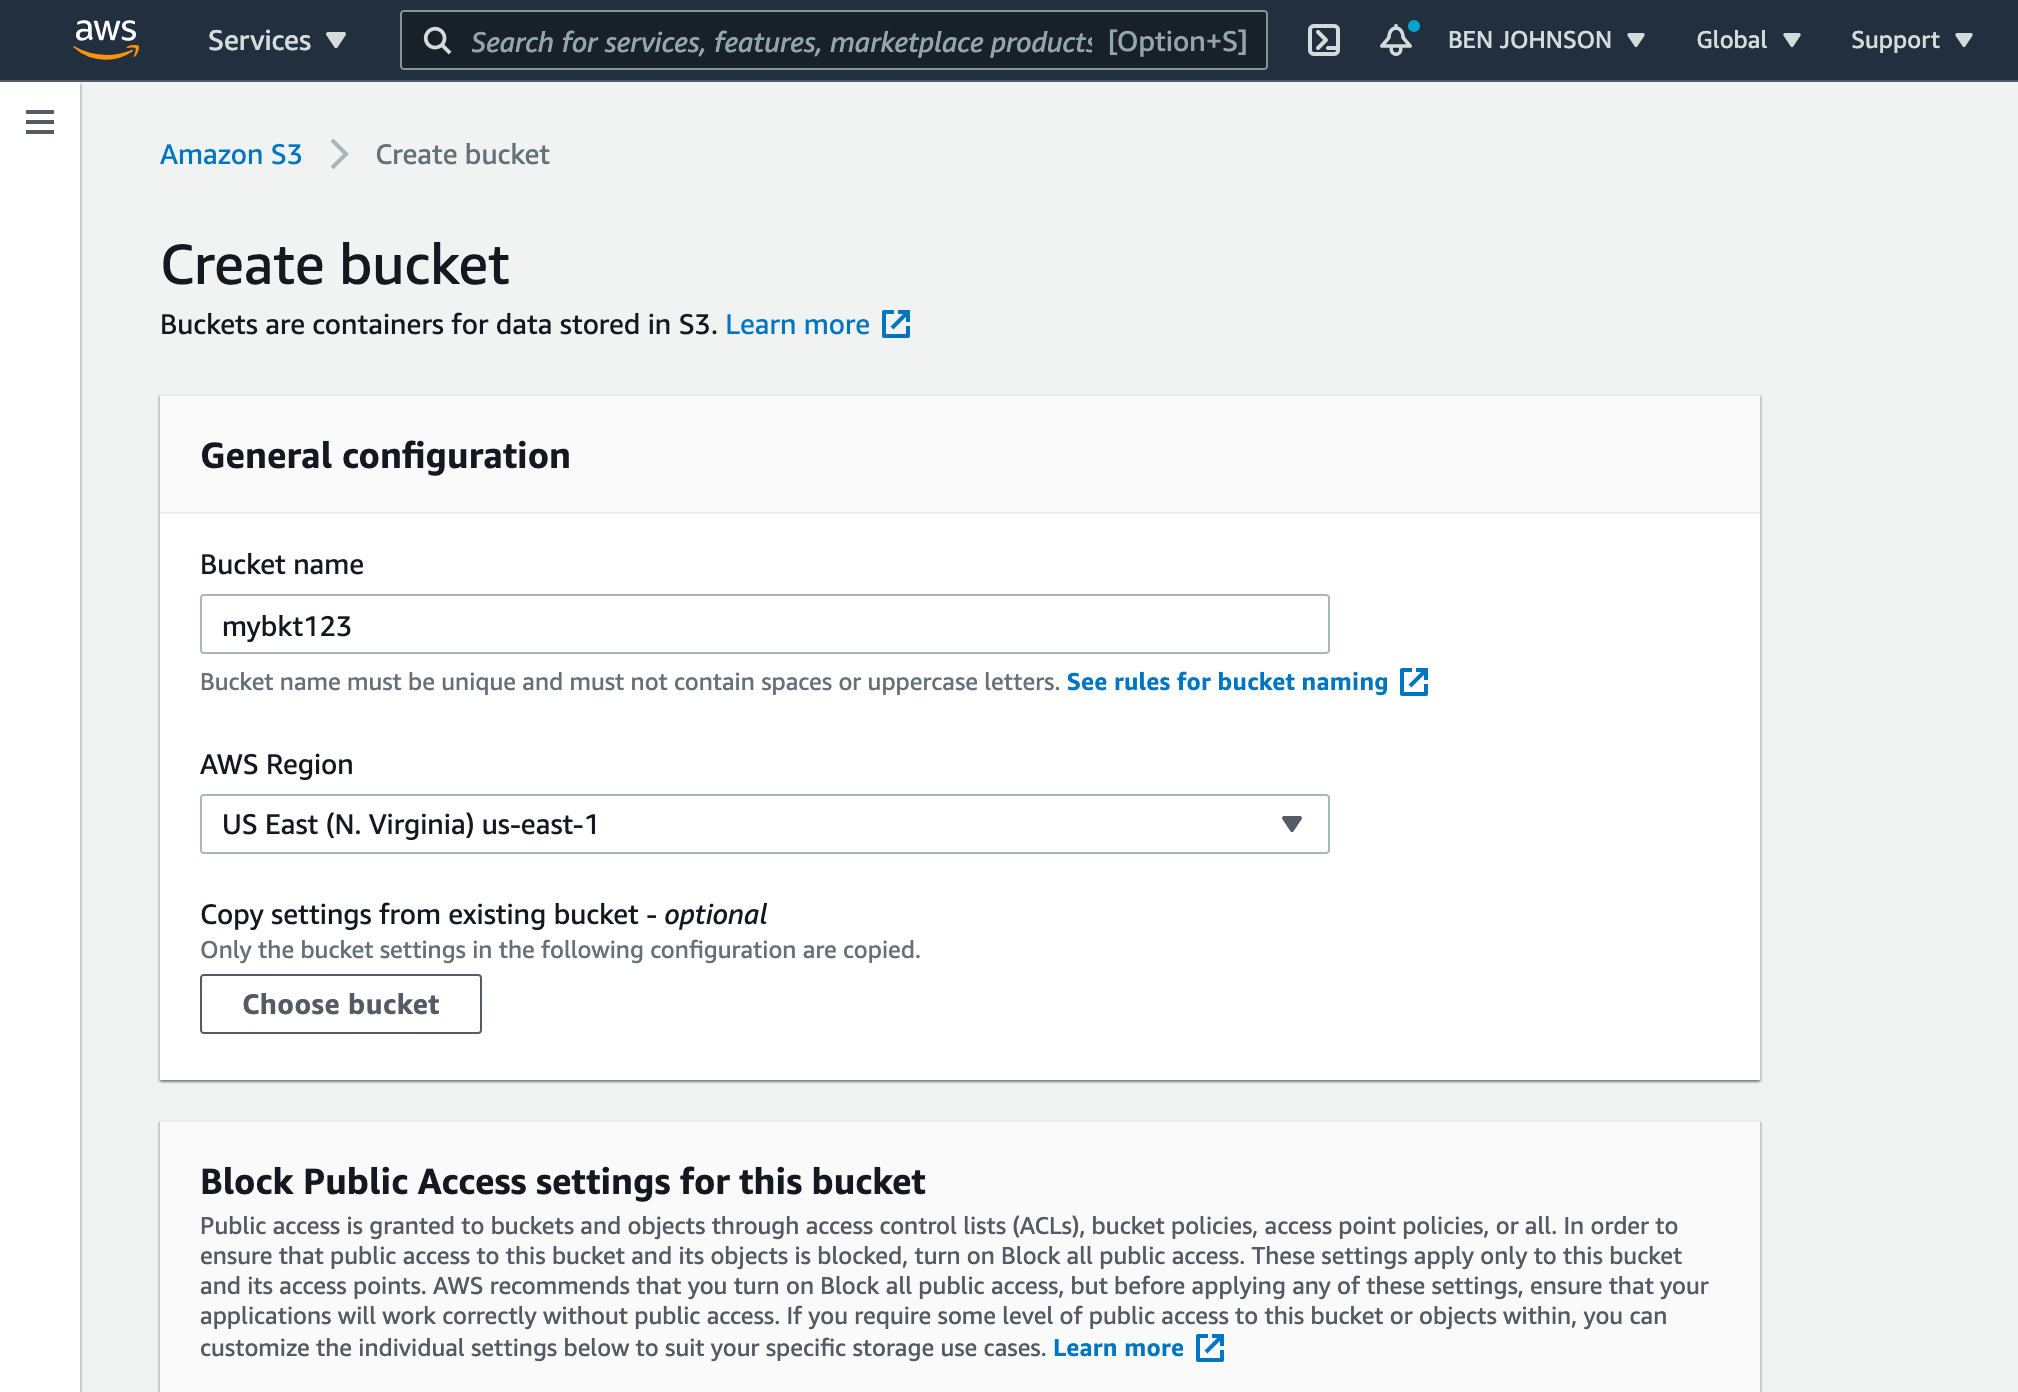 aws Services Search for services, features, marketplace products [Option+S] BEN JOHNSON Global Support
Amazon S3 Create bucket
Create bucket
Buckets are containers for data stored in S3. Learn more
General configuration
Bucket name
mybkt123
Bucket name must be unique and must not contain spaces or uppercase letters. See rules for bucket naming
AWS Region
US East (N. Virginia) us-east-1
Copy settings from existing bucket - optional
Only the bucket settings in the following configuration are copied.
Choose bucket
Block Public Access settings for this bucket
Public access is granted to buckets and objects through access control lists (ACLs), bucket policies, access point policies, or all. In order to
ensure that public access to this bucket and its objects is blocked, turn on Block all public access. These settings apply only to this bucket
and its access points. AWS recommends that you turn on Block all public access, but before applying any of these settings, ensure that your
applications will work correctly without public access. If you require some level of public access to this bucket or objects within, you can
customize the individual settings below to suit your specific storage use cases. Learn more